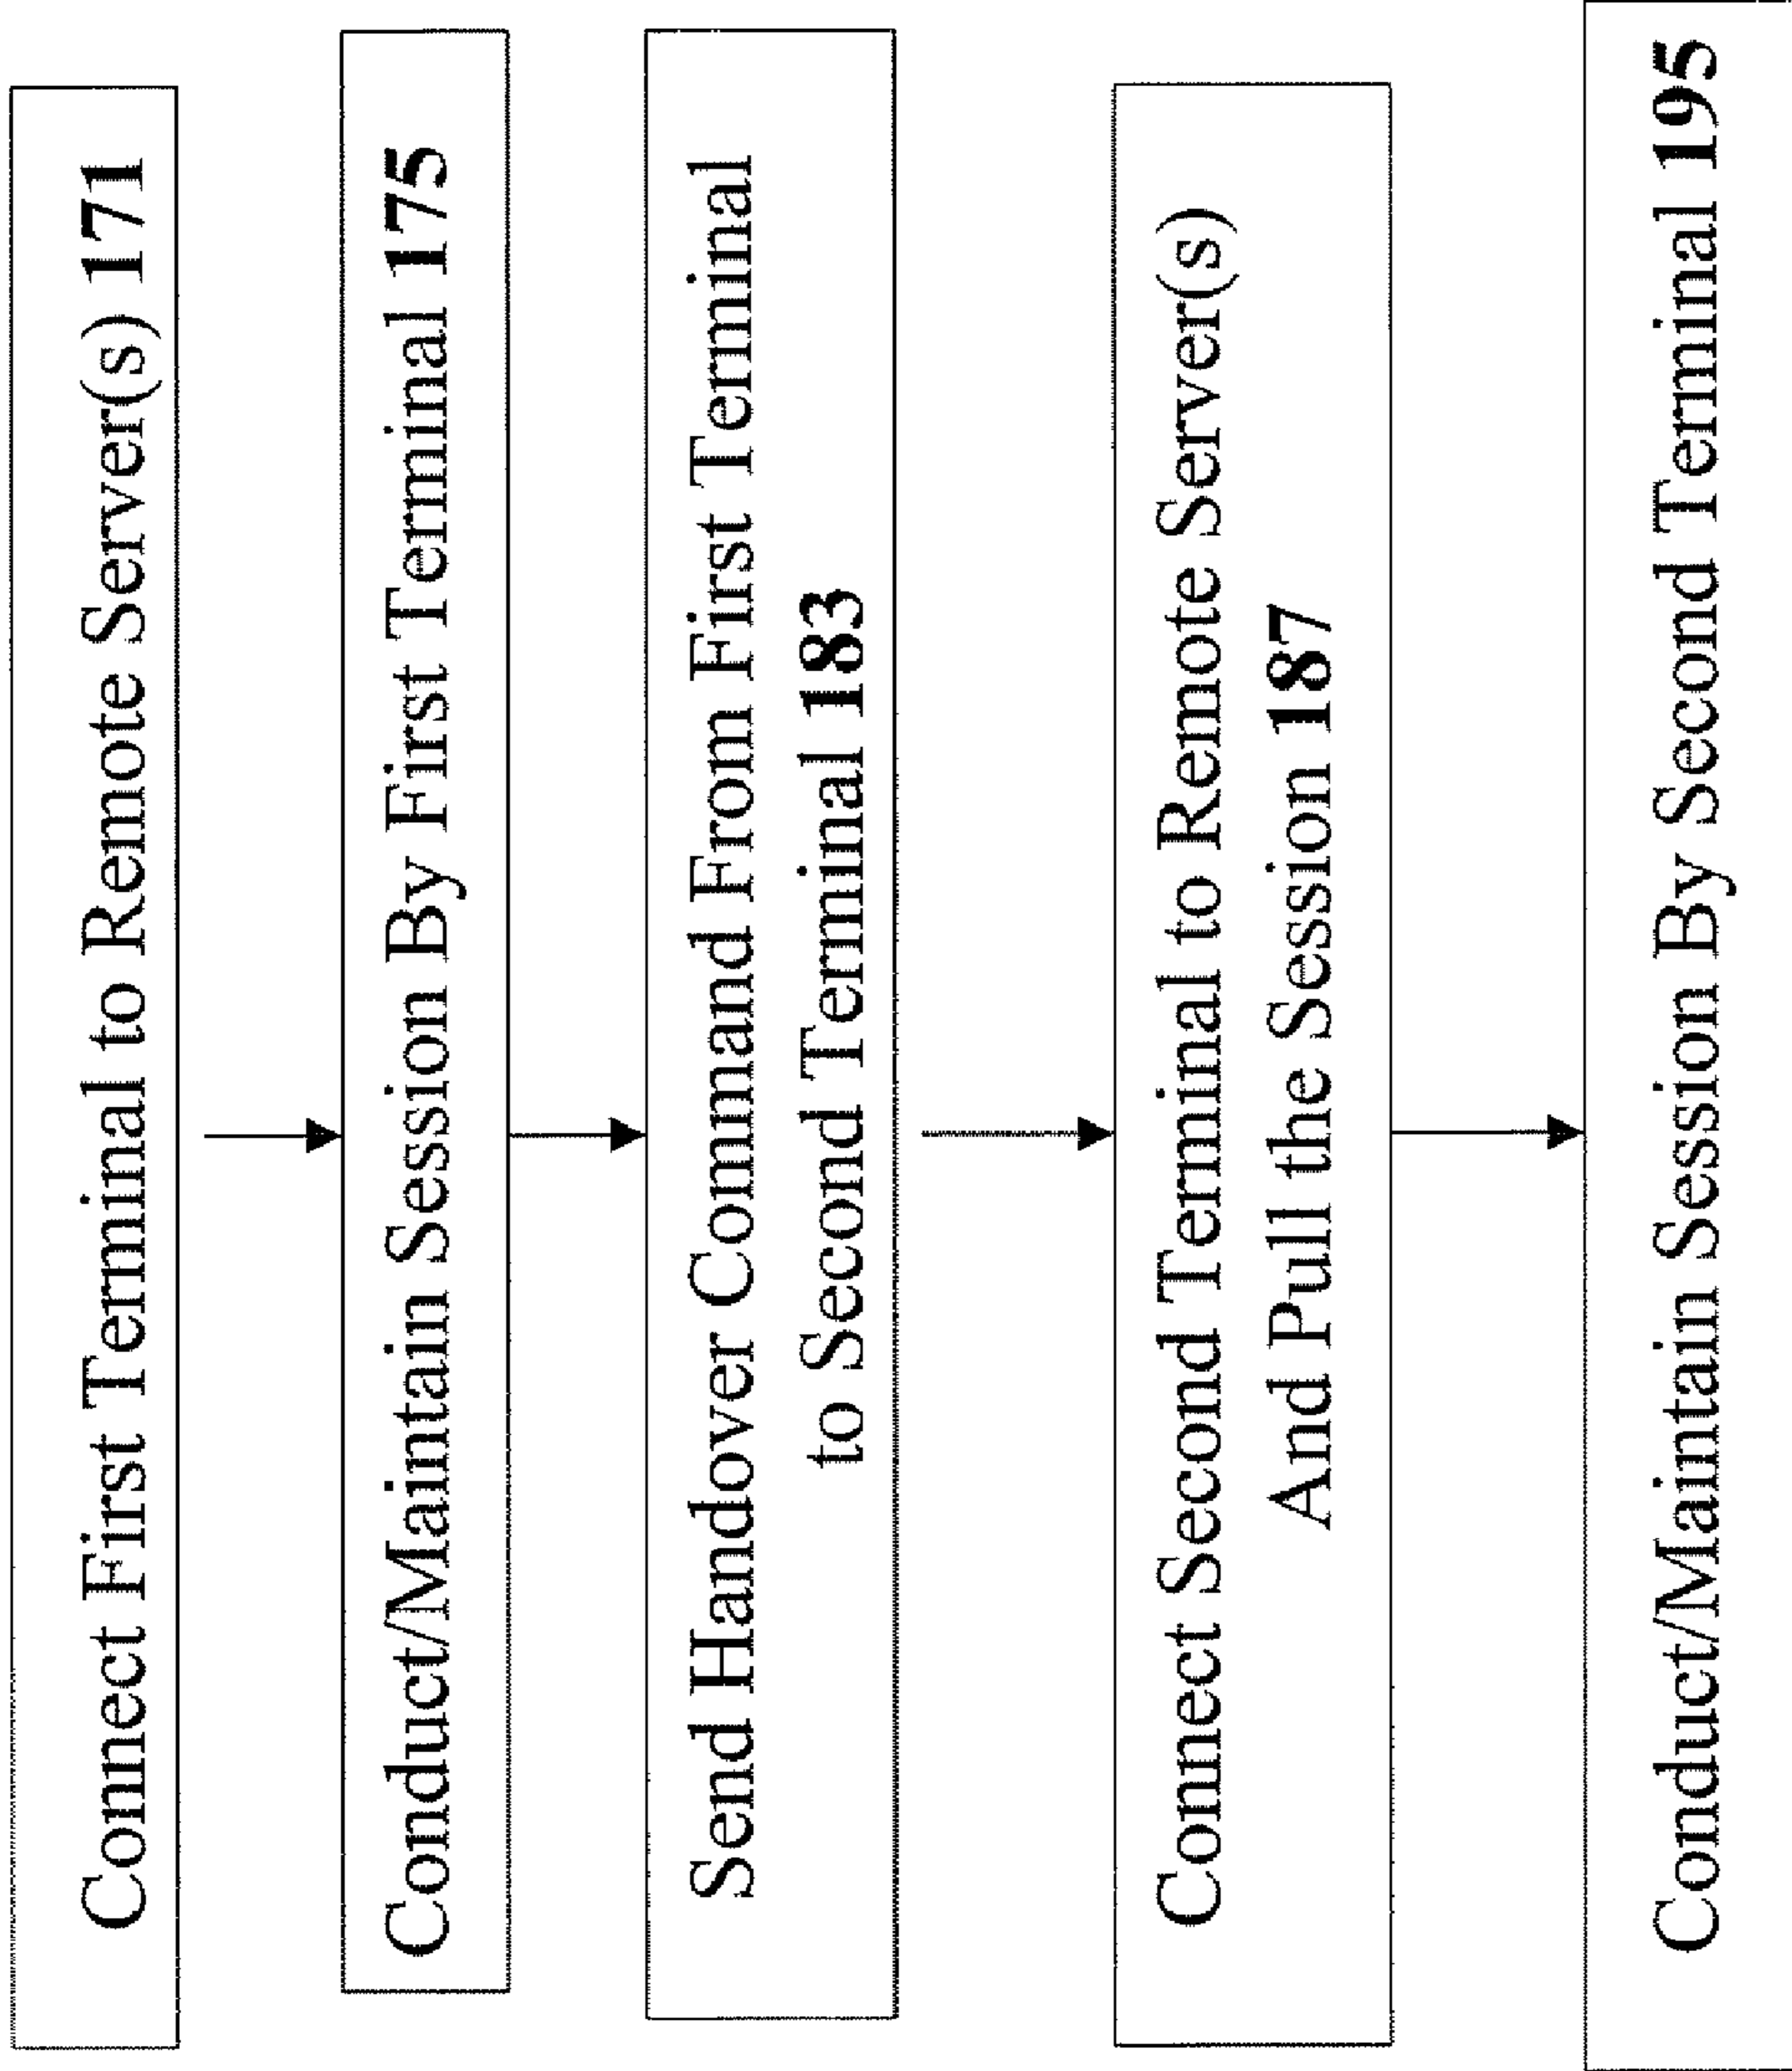 Connect First Terminal to Remote Server(s) 171
Conduct/Maintain Session By First Terminal 175
Send Handover Command From First Terminal
to Second Terminal 183
Connect Second Terminal to Remote Server(s)
And Pull the Session 187
Conduct/Maintain Session By Second Terminal 195